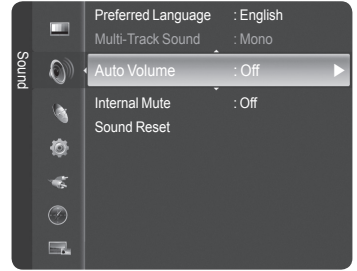 Sound
Preferred Language : English
Multi-Track Sound : Mono
Auto Volume : Off
Internal Mute : Off
Sound Reset